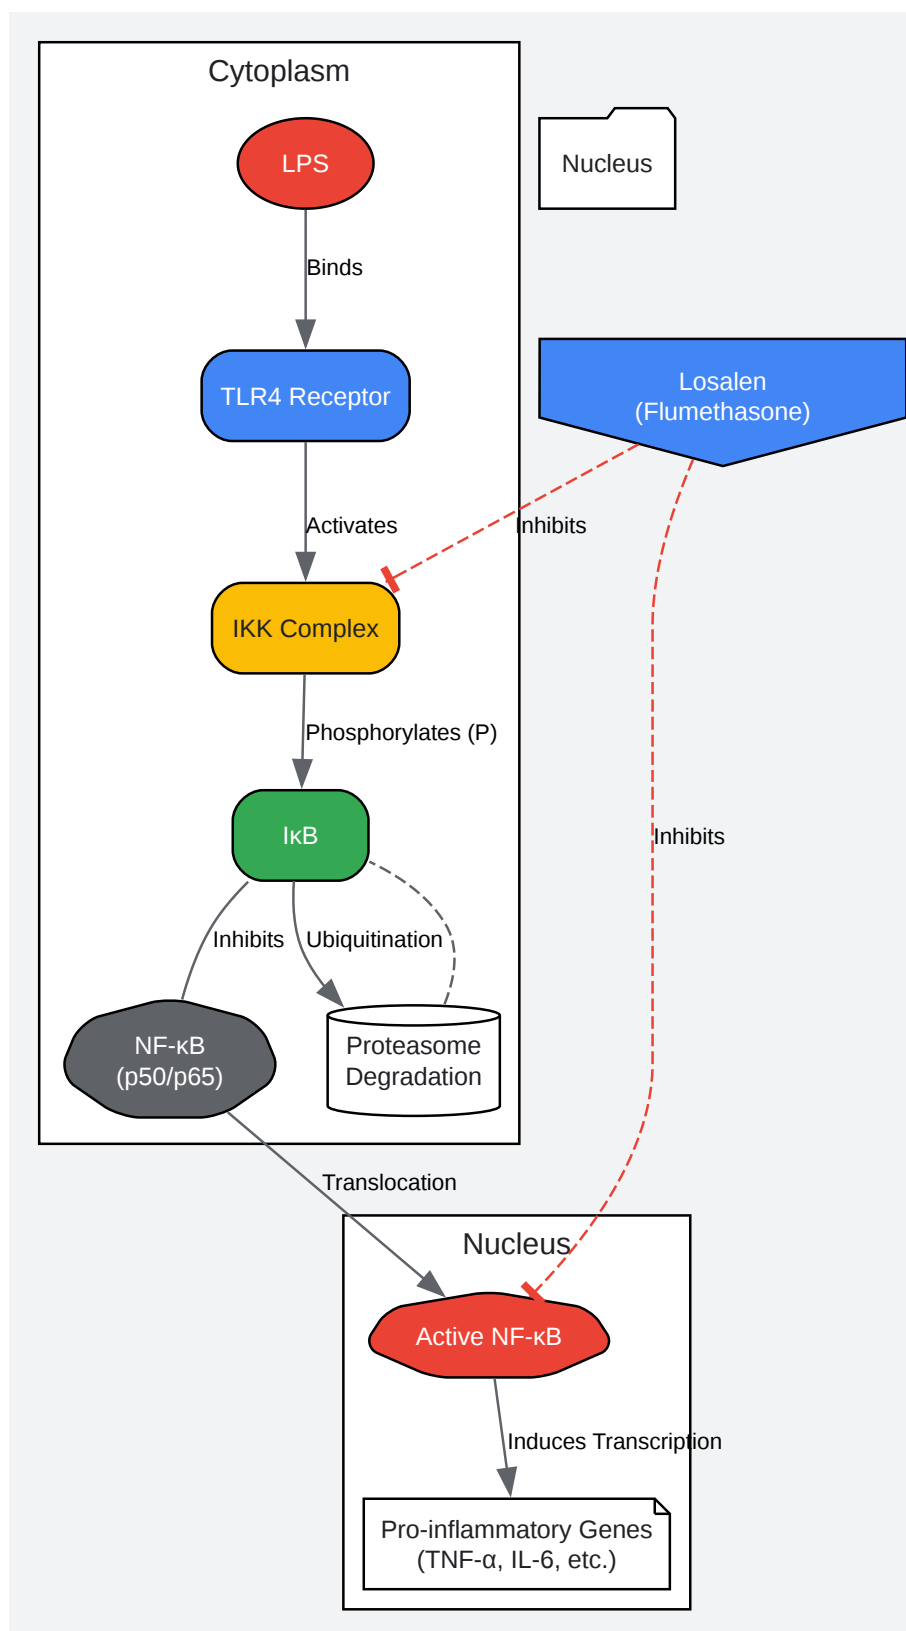 Cytoplasm
LPS
Nucleus
Binds
TLR4 Receptor
Losalen
(Flumethasone)
Activates
Inhibits
IKK Complex
Phosphorylates (P)
IκB
Inhibits
Inhibits
Ubiquitination
NF-κB
(p50/p65)
Proteasome
Degradation
Translocation
Nucleus
Active NF-κB
Induces Transcription
Pro-inflammatory Genes
(TNF-α, IL-6, etc.)